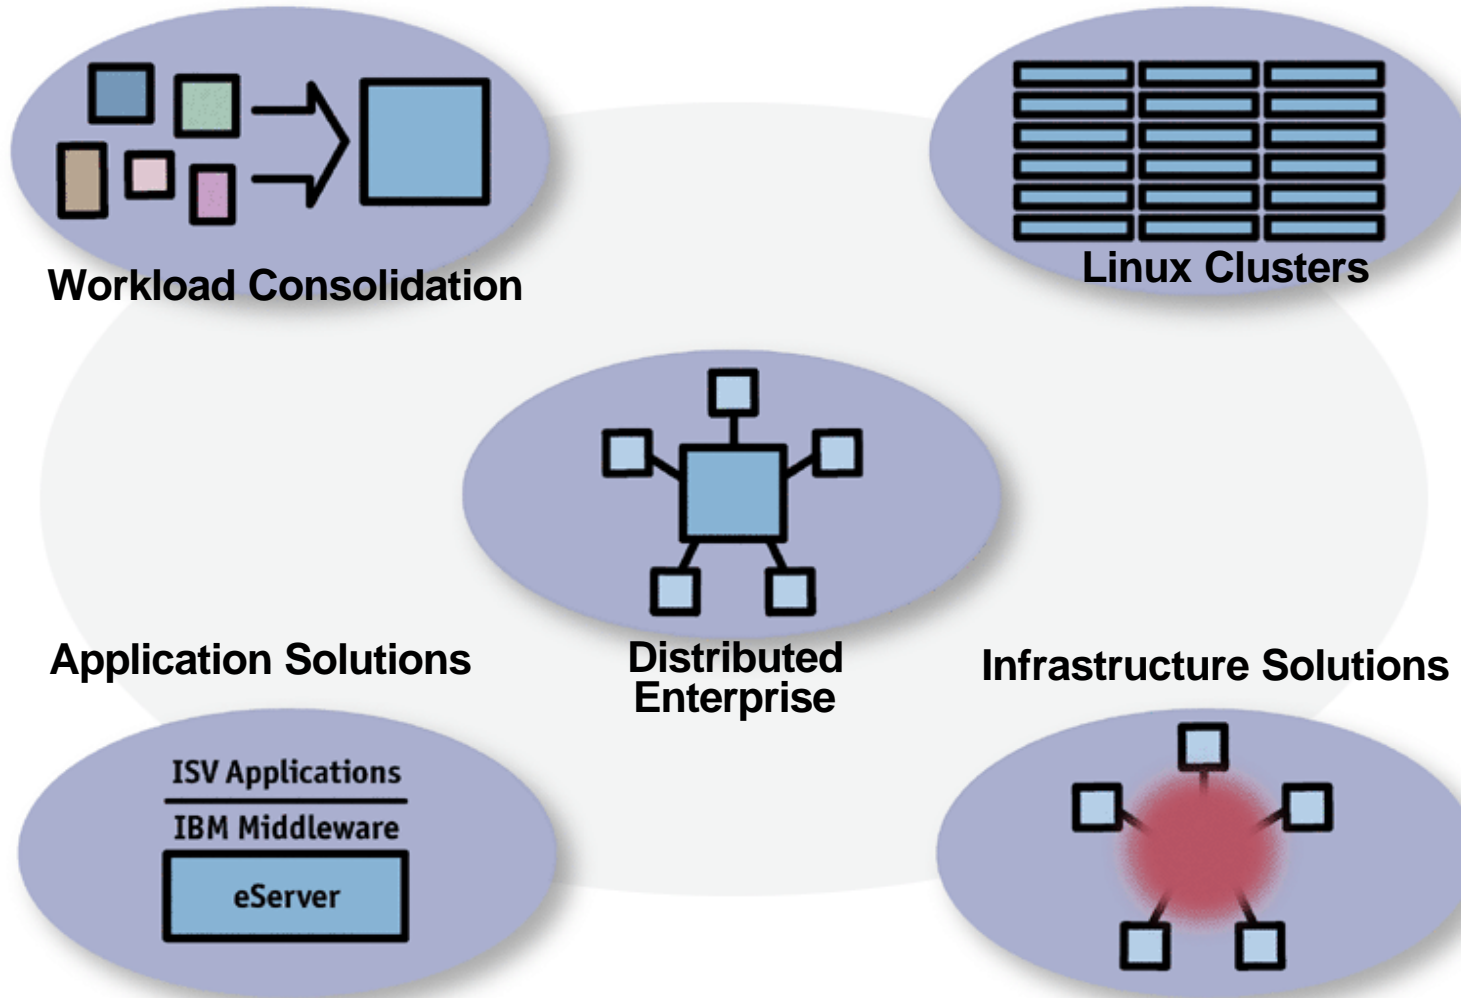 Workload Consolidation
Linux Clusters
Application Solutions
Distributed
Enterprise
Infrastructure Solutions
ISV Applications
IBM Middleware
eServer